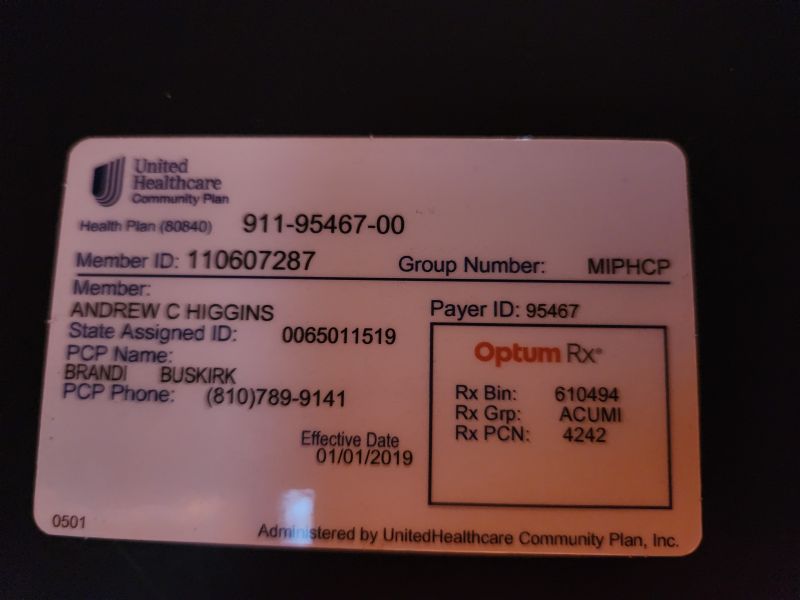 United
Healthcare
Community Plan
Health Plan (80840) 911-95467-00
Member ID: 110607287 Group Number: MIPHCP
Member:
ANDREW C HIGGINS
State Assigned ID: 0065011519
PCP Name:
BRANDI BUSKIRK
PCP Phone: (810)789-9141
Effective Date
01/01/2019
Payer ID: 95467
Optum Rx®
Rx Bin: 610494
Rx Grp: ACUMI
Rx PCN: 4242
0501
Administered by UnitedHealthcare Community Plan, Inc.